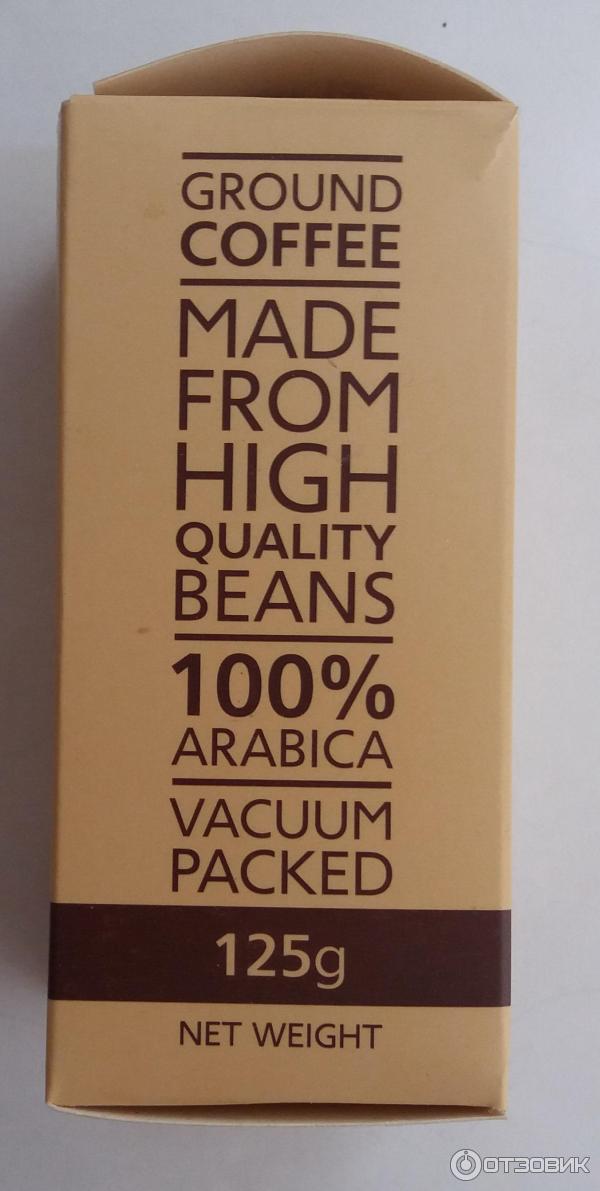 GROUND
COFFEE
MADE
FROM
HIGH
QUALITY
BEANS
100%
ARABICA
VACUUM
PACKED
125g
NET WEIGHT
ОТЗОВИК